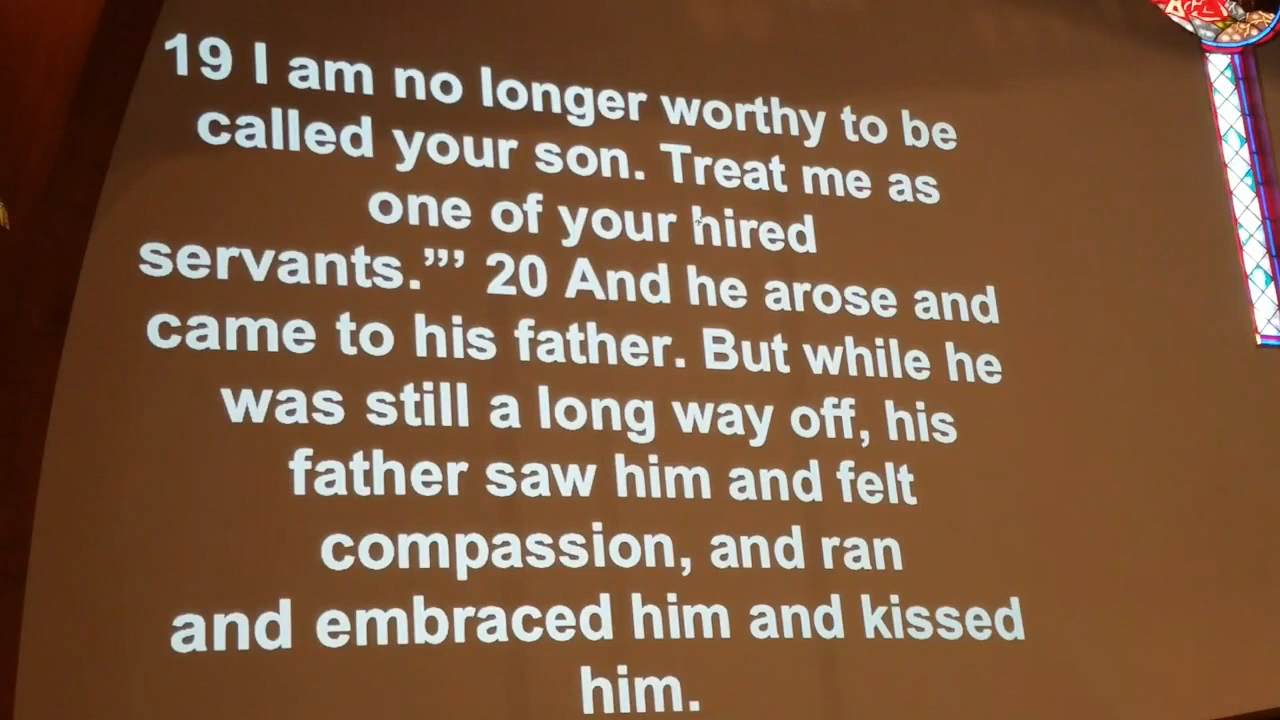 19 I am no longer worthy to be
called your son. Treat me as
one of your hired
servants.”’ 20 And he arose and
came to his father. But while he
was still a long way off, his
father saw him and felt
compassion, and ran
and embraced him and kissed
him.